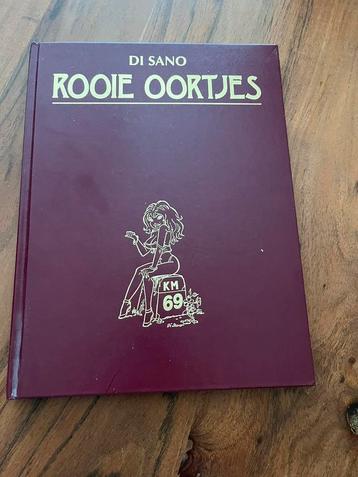 DI SANO
ROOIE OORTJES
KM
69